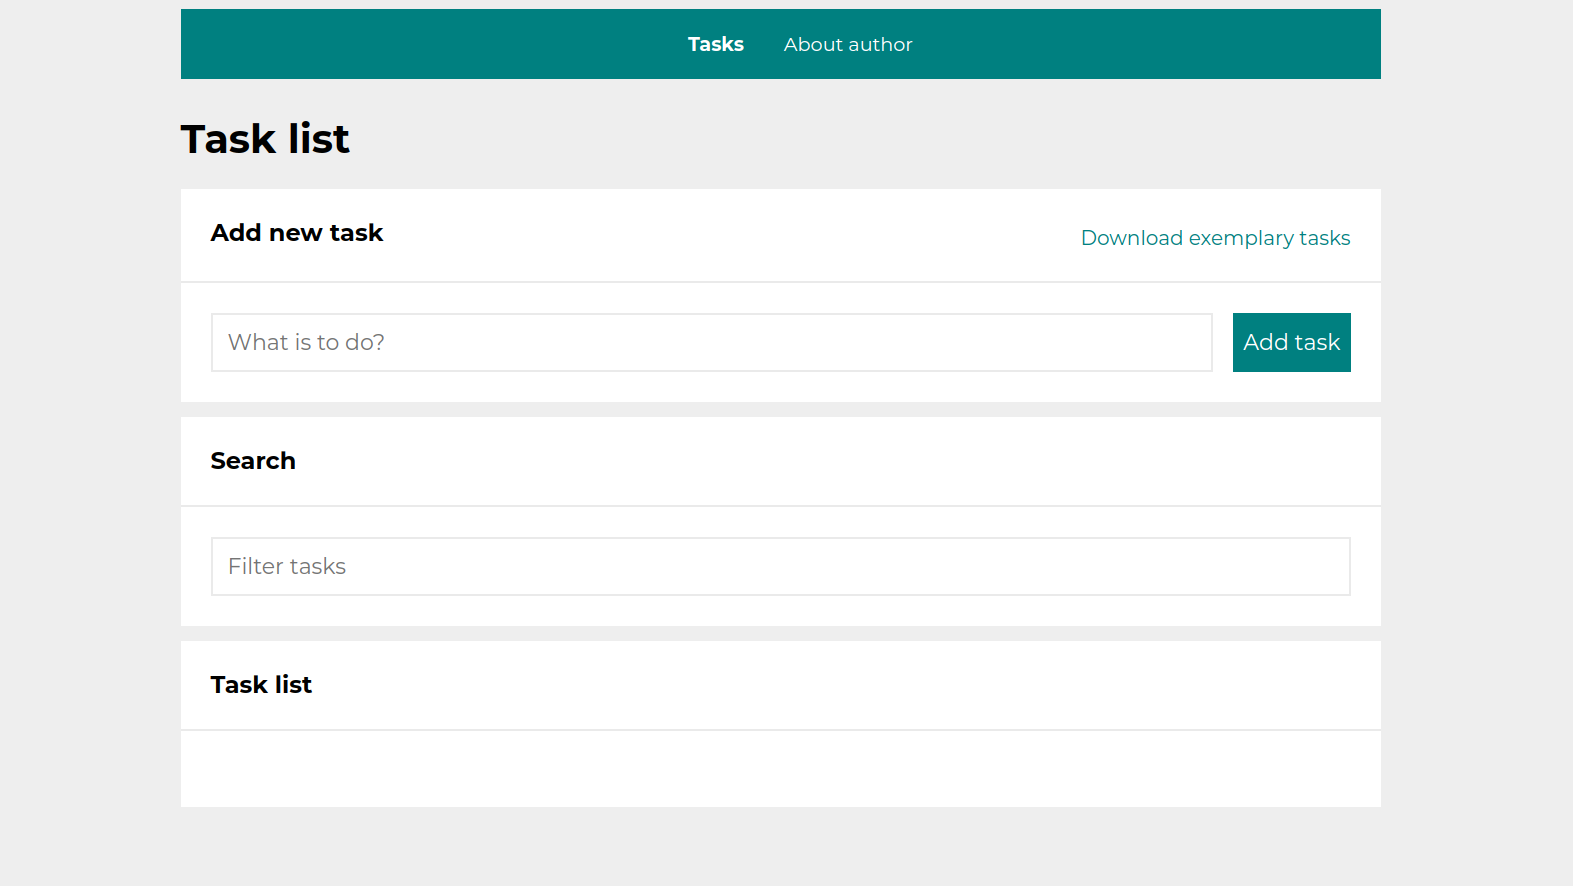 Tasks About author
Task list
Add new task
Download exemplary tasks
What is to do?
Add task
Search
Filter tasks
Task list